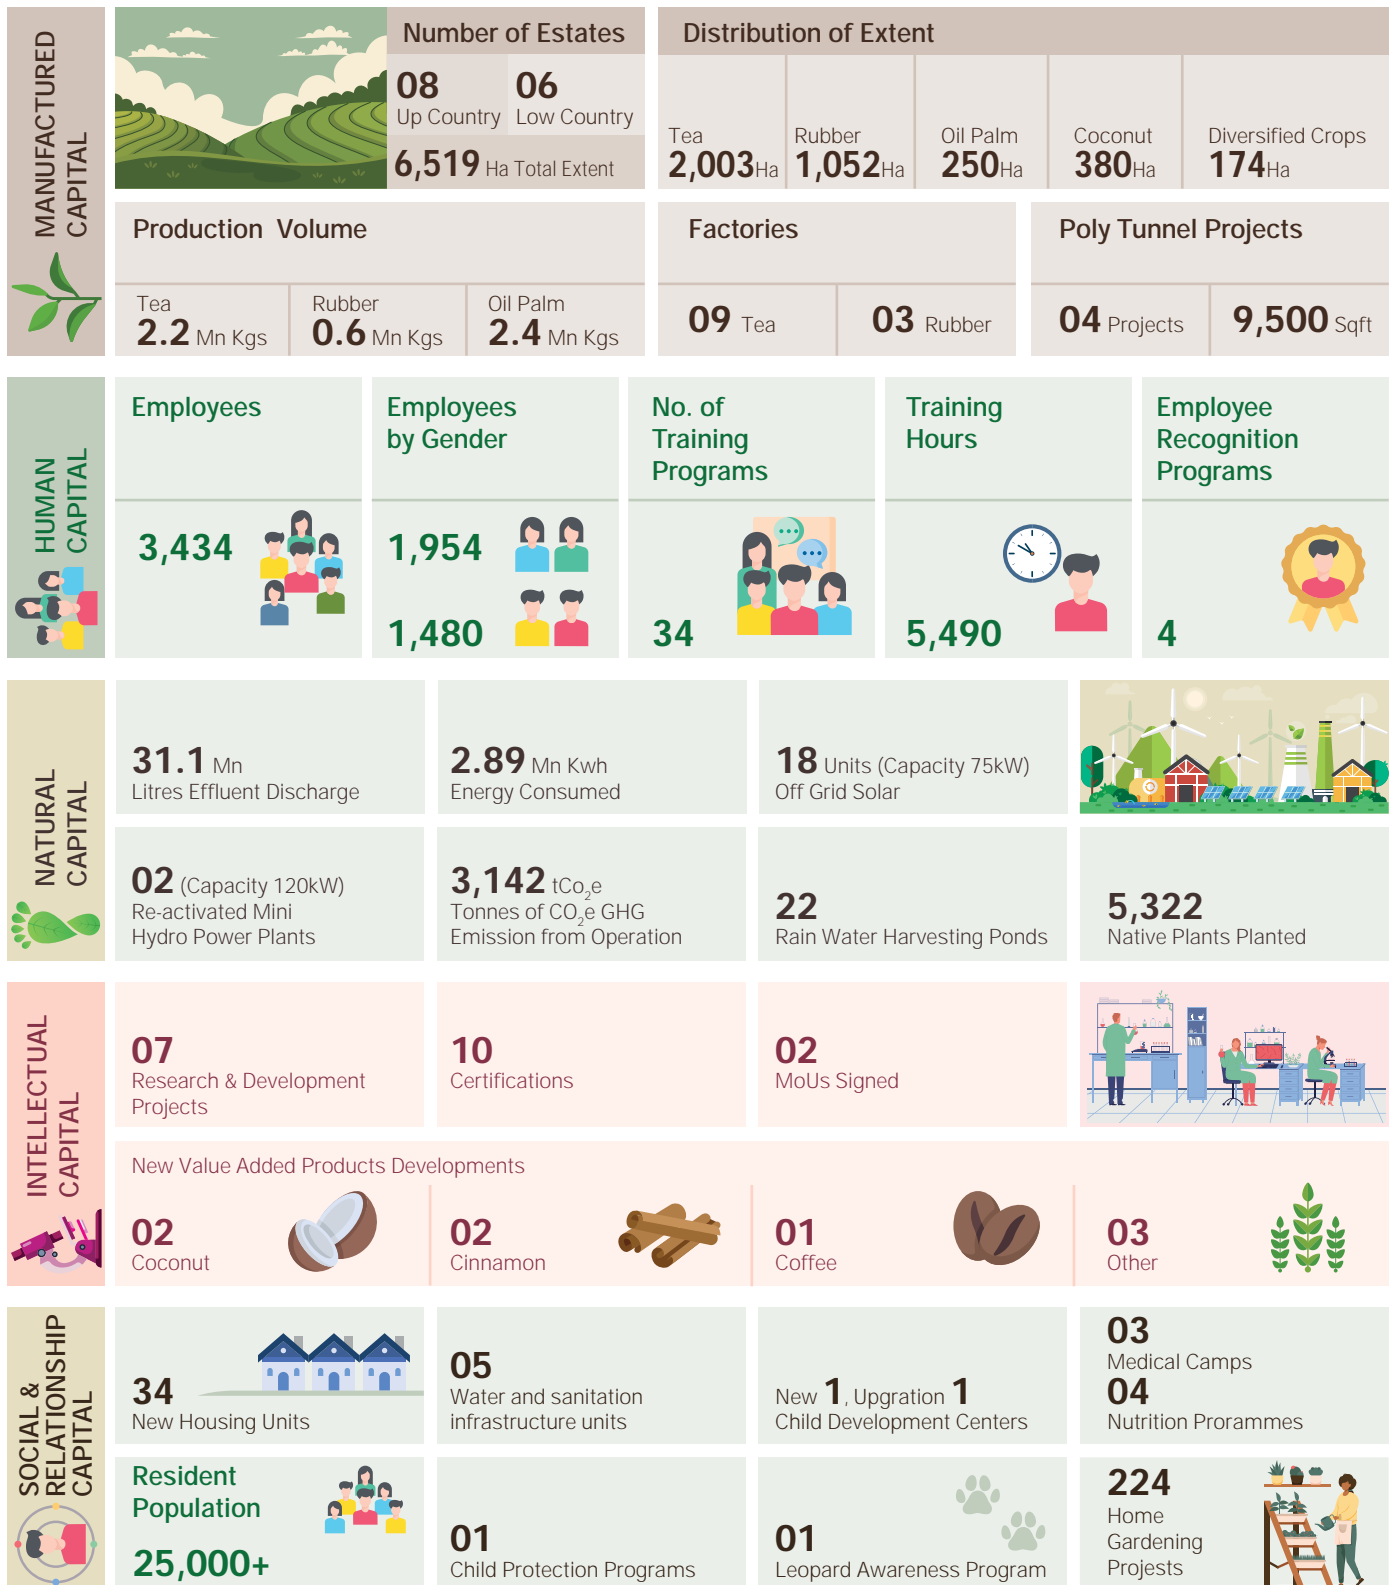 MANUFACTURED
CAPITAL
Number of Estates
08
Up Country
06
Low Country
6,519 Ha Total Extent
Distribution of Extent
Tea
2,003Ha
Rubber
1,052Ha
Oil Palm
250Ha
Coconut
380Ha
Diversified Crops
174Ha
Production Volume
Tea
2.2 Mn Kgs
Rubber
0.6 Mn Kgs
Oil Palm
2.4 Mn Kgs
Factories
09 Tea
03 Rubber
Poly Tunnel Projects
04 Projects
9,500 Sqft
HUMAN
CAPITAL
Employees
3,434
Employees
by Gender
1,954
1,480
No. of
Training
Programs
34
Training
Hours
5,490
Employee
Recognition
Programs
4
NATURAL
CAPITAL
31.1 Mn
Litres Effluent Discharge
2.89 Mn Kwh
Energy Consumed
18 Units (Capacity 75kW)
Off Grid Solar
02 (Capacity 120kW)
Re-activated Mini
Hydro Power Plants
3,142 tCo2e
Tonnes of CO2e GHG
Emission from Operation
22
Rain Water Harvesting Ponds
5,322
Native Plants Planted
INTELLECTUAL
CAPITAL
07
Research & Development
Projects
10
Certifications
02
MoUs Signed
New Value Added Products Developments
02
Coconut
02
Cinnamon
01
Coffee
03
Other
SOCIAL &
RELATIONSHIP
CAPITAL
34
New Housing Units
05
Water and sanitation
infrastructure units
New 1, Upgration 1
Child Development Centers
03
Medical Camps
04
Nutrition Prorammes
Resident
Population
25,000+
01
Child Protection Programs
01
Leopard Awareness Program
224
Home
Gardening
Projests